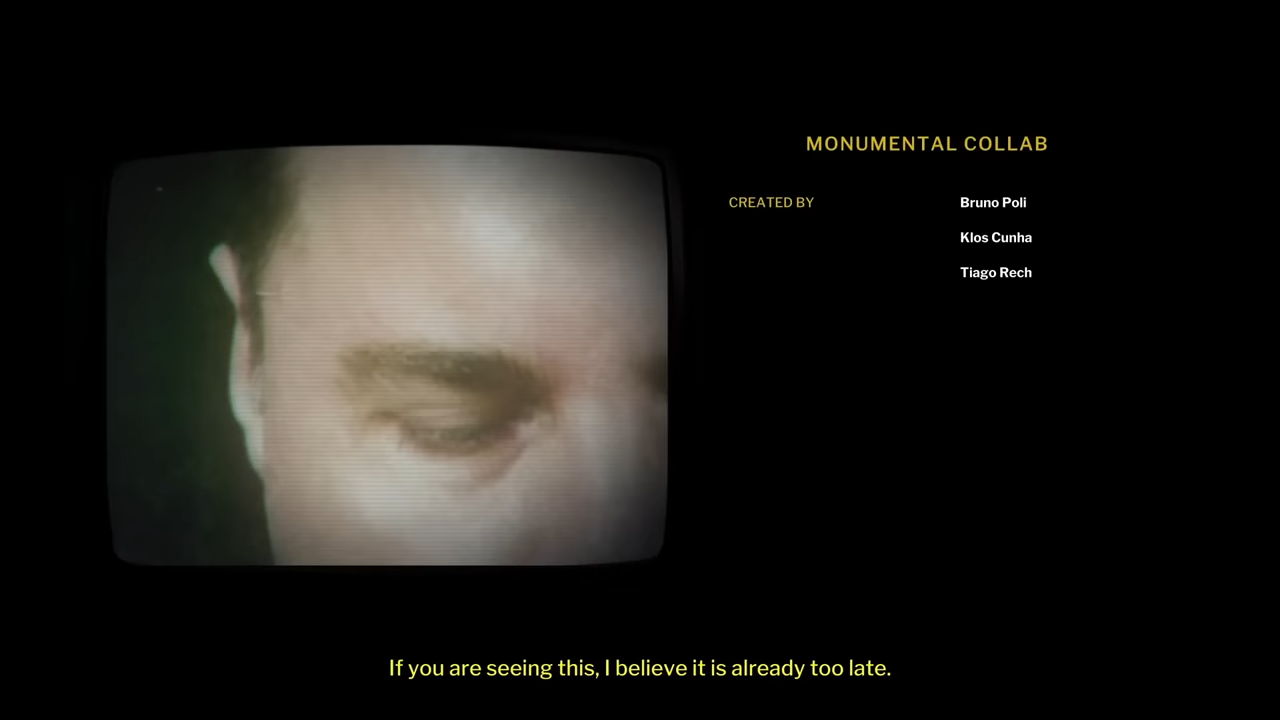 MONUMENTAL COLLAB
CREATED BY Bruno Poli
Klos Cunha
Tiago Rech
If you are seeing this, I believe it is already too late.